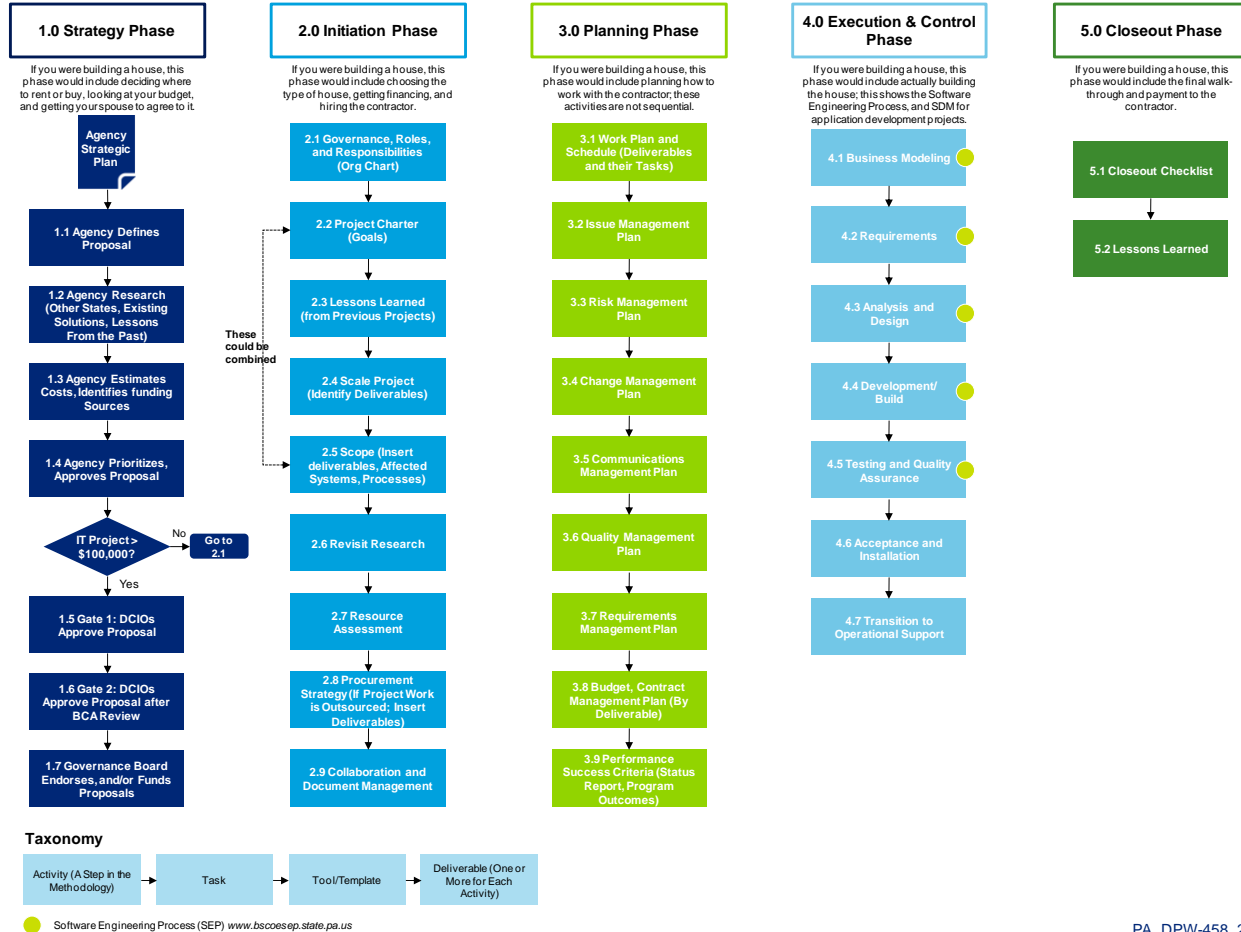 1.0 Strategy Phase
If you were building a house, this
phase would include deciding where
to rent or buy, looking at your budget,
and getting your spouse to agree to it.
Agency
Strategic
Plan
1.1 Agency Defines
Proposal
1.2 Agency Research
(Other States, Existing
Solutions, Lessons
From the Past)
1.3 Agency Estimates
Costs, Identifies funding
Sources
1.4 Agency Prioritizes,
Approves Proposal
IT Project >
$100,000?
No
Go to
2.1
Yes
1.5 Gate 1: DCIOs
Approve Proposal
1.6 Gate 2: DCIOs
Approve Proposal after
BCA Review
1.7 Governance Board
Endorses, and/or Funds
Proposals
2.0 Initiation Phase
If you were building a house, this
phase would include choosing the
type of house, getting financing, and
hiring the contractor.
2.1 Governance, Roles,
and Responsibilities
(Org Chart)
2.2 Project Charter
(Goals)
2.3 Lessons Learned
(from Previous Projects)
These
could be
combined
2.4 Scale Project
(Identify Deliverables)
2.5 Scope (Insert
deliverables, Affected
Systems, Processes)
2.6 Revisit Research
2.7 Resource
Assessment
2.8 Procurement
Strategy (If Project Work
is Outsourced; Insert
Deliverables)
2.9 Collaboration and
Document Management
3.0 Planning Phase
If you were building a house, this
phase would include planning how to
work with the contractor; these
activities are not sequential.
3.1 Work Plan and
Schedule (Deliverables
and their Tasks)
3.2 Issue Management
Plan
3.3 Risk Management
Plan
3.4 Change Management
Plan
3.5 Communications
Management Plan
3.6 Quality Management
Plan
3.7 Requirements
Management Plan
3.8 Budget, Contract
Management Plan (By
Deliverable)
3.9 Performance
Success Criteria (Status
Report, Program
Outcomes)
4.0 Execution & Control
Phase
If you were building a house, this
phase would include actually building
the house; this shows the Software
Engineering Process, and SDM for
application development projects.
4.1 Business Modeling
4.2 Requirements
4.3 Analysis and
Design
4.4 Development/
Build
4.5 Testing and Quality
Assurance
4.6 Acceptance and
Installation
4.7 Transition to
Operational Support
5.0 Closeout Phase
If you were building a house, this
phase would include the final walk-
through and payment to the
contractor.
5.1 Closeout Checklist
5.2 Lessons Learned
Taxonomy
Activity (A Step in the
Methodology)
Task
Tool/Template
Deliverable (One or
More for Each
Activity)
Software Engineering Process (SEP) www.bscoesep.state.pa.us
PA_DPW-458_2